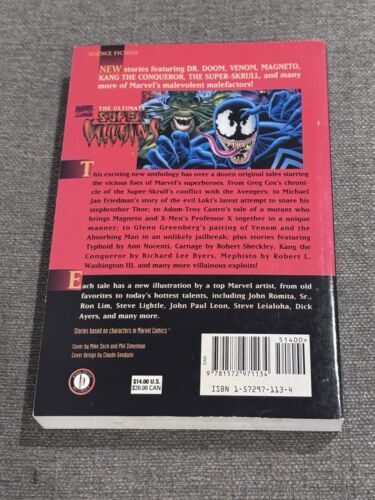 SCIENCE FICTION
NEW stories featuring DR. DOOM, VENOM, MAGNETO,
KANG THE CONQUEROR, THE SUPER-SKRULL, and many
more of Marvel's malevolent malefactors!
THE ULTIMATE
SUPER
VILLAINS
This exciting new anthology has over a dozen original tales starring
the vicious foes of Marvel's superheroes. From Greg Cox's chroni-
cle of the Super-Skrull's conflict with the Avengers; to Michael
Jan Friedman's story of the evil Loki's latest attempt to snare his
stepbrother Thor; to Adam-Troy Castro's tale of a mutant who
brings Magneto and X-Men's Professor X together in a unique
manner; to Glenn Greenberg's pairing of Venom and the
Absorbing Man in an unlikely jailbreak; plus stories featuring
Typhoid by Ann Nocenti, Carnage by Robert Sheckley, Kang the
Conqueror by Richard Lee Byers, Mephisto by Robert L.
Washington III, and many more villainous exploits!
Each tale has a new illustration by a top Marvel artist, from old
favorites to today's hottest talents, including John Romita, Sr.,
Ron Lim, Steve Lightle, John Paul Leon, Steve Leialoha, Dick
Ayers, and many more!
Stories based on characters in Marvel Comics™
Cover by Mike Zeck and Phil Zimelman
Cover design by Claude Goodwin
$14.00 U.S.
$20.00 CAN
51400
9 781572 971134
ISBN 1-57297-113-4